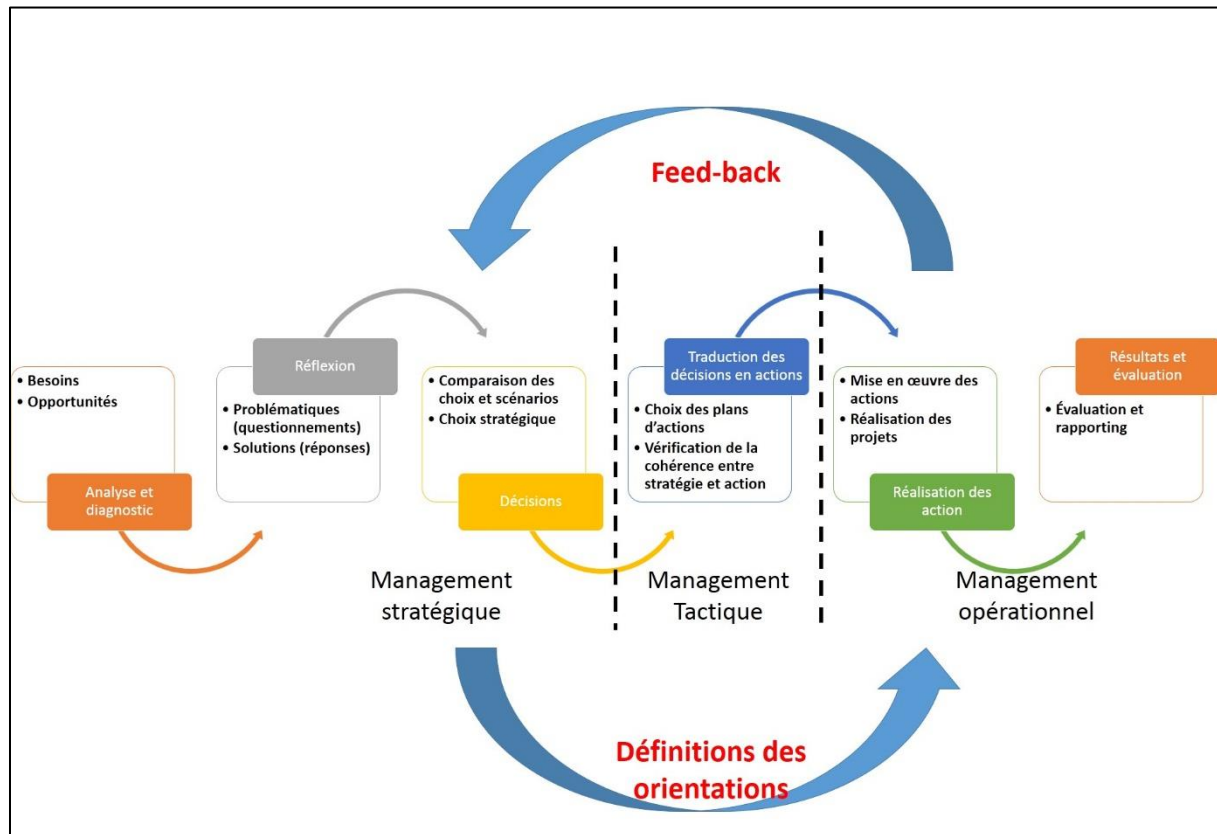 Feed-back
Analyse et
diagnostic
• Besoins
• Opportunités
Réflexion
• Problématiques
(questionnements)
• Solutions (réponses)
Décisions
• Comparaison des
choix et scénarios
• Choix stratégique
Traduction des
décisions en actions
• Choix des plans
d’actions
• Vérification de la
cohérence entre
stratégie et action
Réalisation des
action
• Mise en œuvre des
actions
• Réalisation des
projets
Résultats et
évaluation
• Évaluation et
rapporting
Management
stratégique
Management
Tactique
Management
opérationnel
Définitions des
orientations